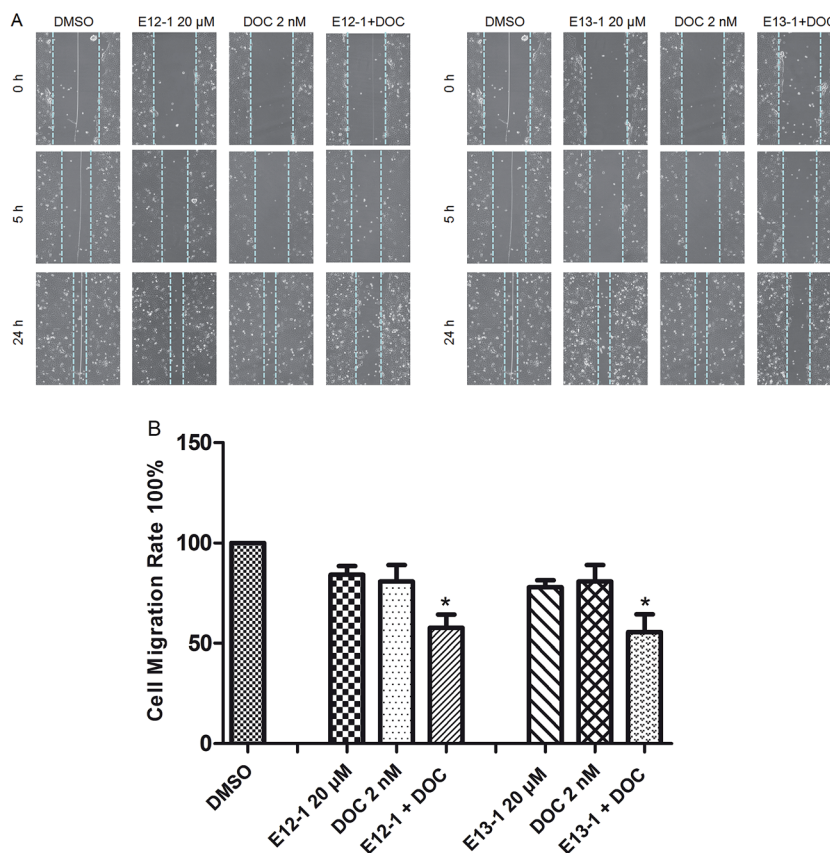 A
DMSO E12-1 20 µM DOC 2 nM E12-1+DOC DMSO E13-1 20 µM DOC 2 nM E13-1+DOC
0 h 0 h
5 h 5 h
24 h 24 h
B
Cell Migration Rate 100%
150
100
50
0
* *
DMSO E12-1 20 µM DOC 2 nM E12-1 + DOC E13-1 20 µM DOC 2 nM E13-1 + DOC